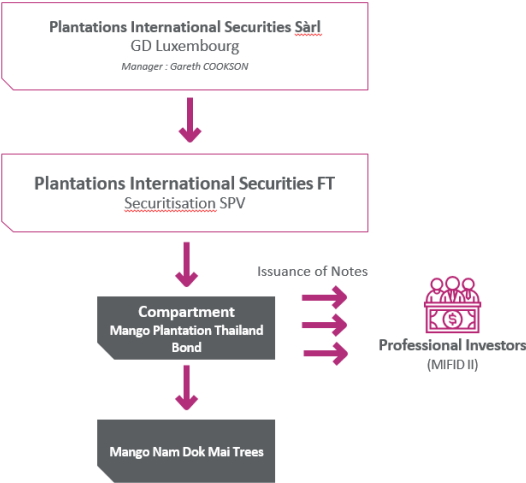 Plantations International Securities Sàrl
GD Luxembourg
Manager : Gareth COOKSON
Plantations International Securities FT
Securitisation SPV
Issuance of Notes
Compartment
Mango Plantation Thailand
Bond
$
Professional Investors
(MIFID II)
Mango Nam Dok Mai Trees